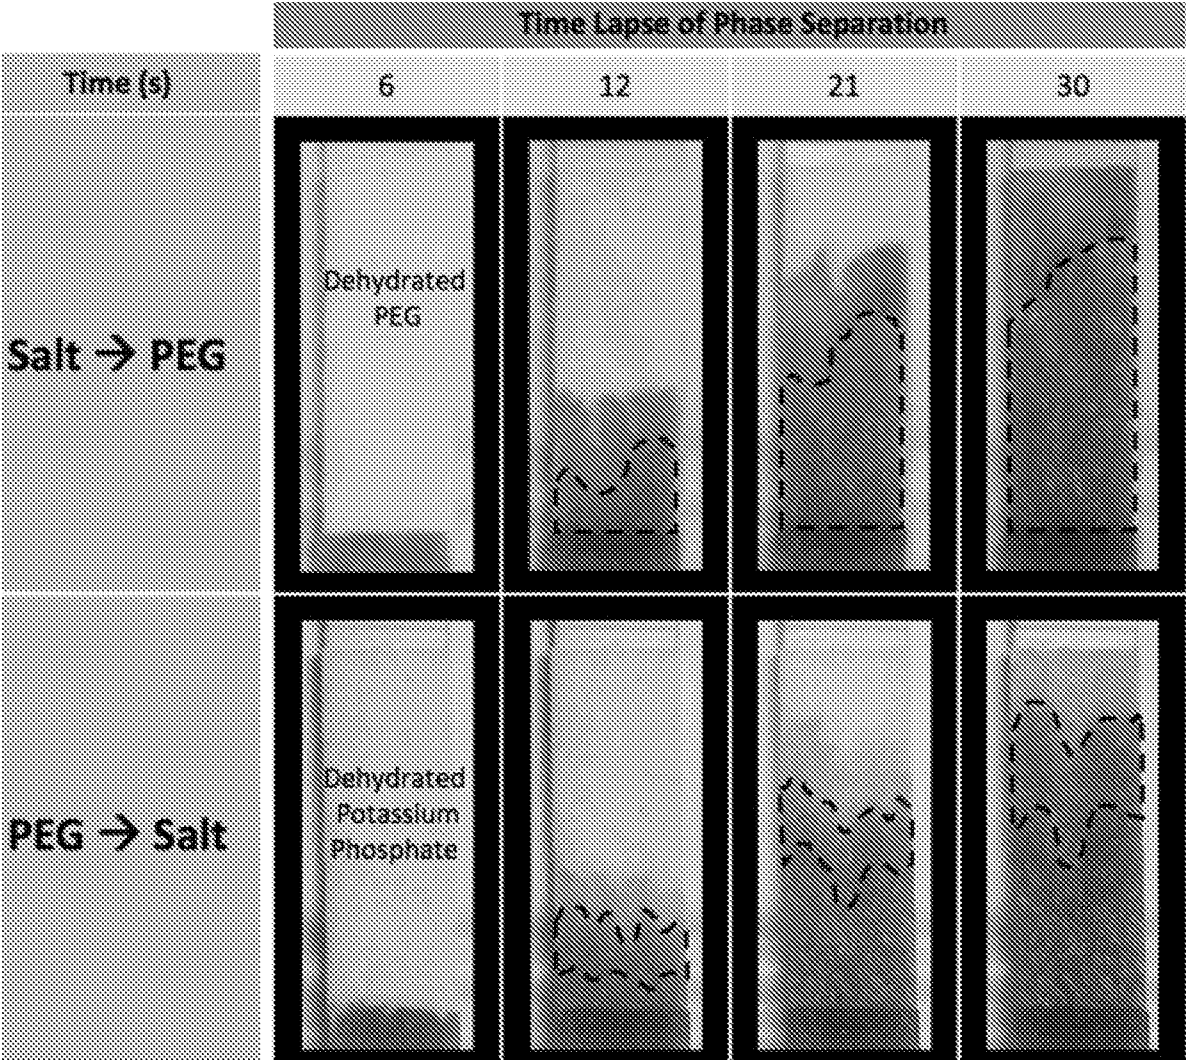 Time Lapse of Phase Separation
Time (s) 6 12 21 30
Salt → PEG
Dehydrated
PEG
PEG → Salt
Dehydrated
Potassium
Phosphate